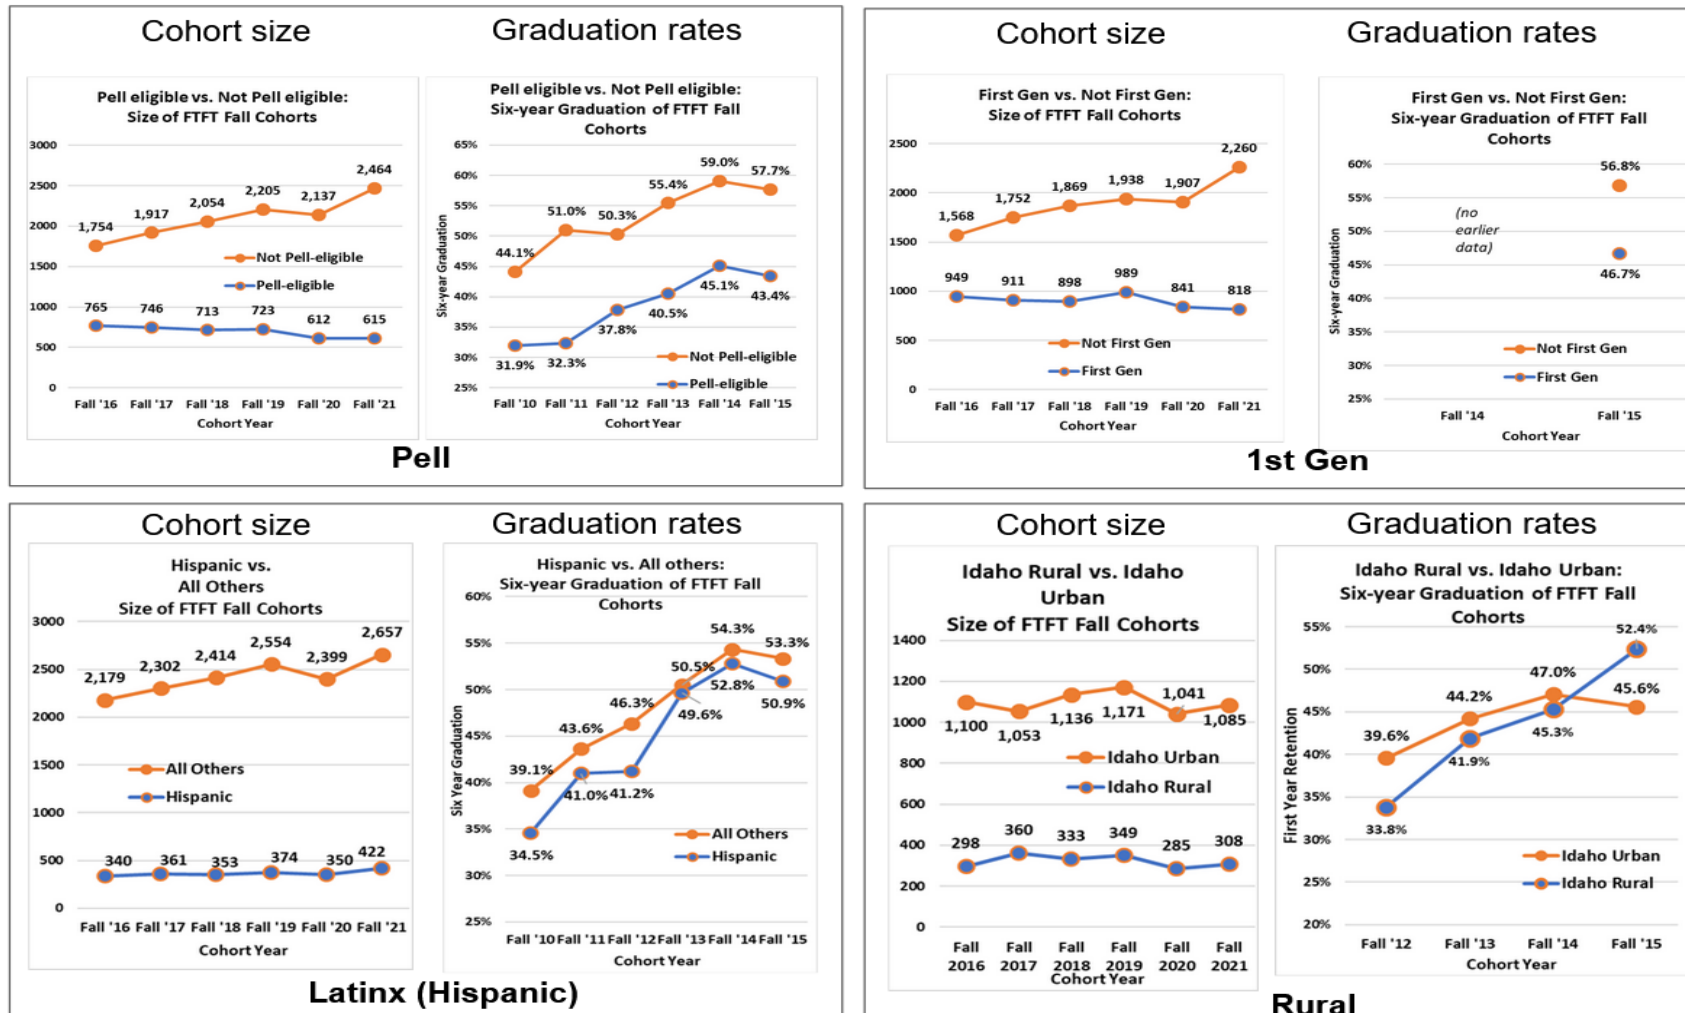 Cohort size
Graduation rates
Pell eligible vs. Not Pell eligible:
Size of FTFT Fall Cohorts
3000
2500
2000
1500
1000
500
0
1,754
1,917
2,054
2,205
2,137
2,464
Not Pell-eligible
Pell-eligible
765
746
713
723
612
615
Fall '16
Fall '17
Fall '18
Fall '19
Fall '20
Fall '21
Cohort Year
Pell eligible vs. Not Pell eligible:
Six-year Graduation of FTFT Fall
Cohorts
65%
60%
55%
50%
45%
40%
35%
30%
25%
Six-year Graduation
44.1%
51.0%
50.3%
55.4%
59.0%
57.7%
31.9%
32.3%
37.8%
40.5%
45.1%
43.4%
Not Pell-eligible
Pell-eligible
Fall '10
Fall '11
Fall '12
Fall '13
Fall '14
Fall '15
Cohort Year
Pell
Cohort size
Graduation rates
First Gen vs. Not First Gen:
Size of FTFT Fall Cohorts
2500
2000
1500
1000
500
0
1,568
1,752
1,869
1,938
1,907
2,260
949
911
898
989
841
818
Not First Gen
First Gen
Fall '16
Fall '17
Fall '18
Fall '19
Fall '20
Fall '21
Cohort Year
First Gen vs. Not First Gen:
Six-year Graduation of FTFT Fall
Cohorts
60%
55%
50%
45%
40%
35%
30%
25%
Six-year Graduation
(no
earlier
data)
56.8%
46.7%
Not First Gen
First Gen
Fall '14
Fall '15
Cohort Year
1st Gen
Cohort size
Graduation rates
Hispanic vs.
All Others
Size of FTFT Fall Cohorts
3000
2500
2000
1500
1000
500
0
2,179
2,302
2,414
2,554
2,399
2,657
All Others
Hispanic
340
361
353
374
350
422
Fall '16
Fall '17
Fall '18
Fall '19
Fall '20
Fall '21
Cohort Year
Hispanic vs. All others:
Six-year Graduation of FTFT Fall
Cohorts
60%
55%
50%
45%
40%
35%
30%
25%
Six Year Graduation
39.1%
43.6%
46.3%
50.5%
54.3%
53.3%
34.5%
41.0%
41.2%
49.6%
52.8%
50.9%
All Others
Hispanic
Fall '10
Fall '11
Fall '12
Fall '13
Fall '14
Fall '15
Cohort Year
Latinx (Hispanic)
Cohort size
Graduation rates
Idaho Rural vs. Idaho
Urban
Size of FTFT Fall Cohorts
1400
1200
1000
800
600
400
200
0
1,100
1,053
1,136
1,171
1,041
1,085
Idaho Urban
Idaho Rural
298
360
333
349
285
308
Fall 2016
Fall 2017
Fall 2018
Fall 2019
Fall 2020
Fall 2021
Cohort Year
Idaho Rural vs. Idaho Urban:
Six-year Graduation of FTFT Fall
Cohorts
55%
50%
45%
40%
35%
30%
25%
20%
First Year Retention
39.6%
44.2%
47.0%
45.6%
33.8%
41.9%
45.3%
52.4%
Idaho Urban
Idaho Rural
Fall '12
Fall '13
Fall '14
Fall '15
Cohort Year
Rural